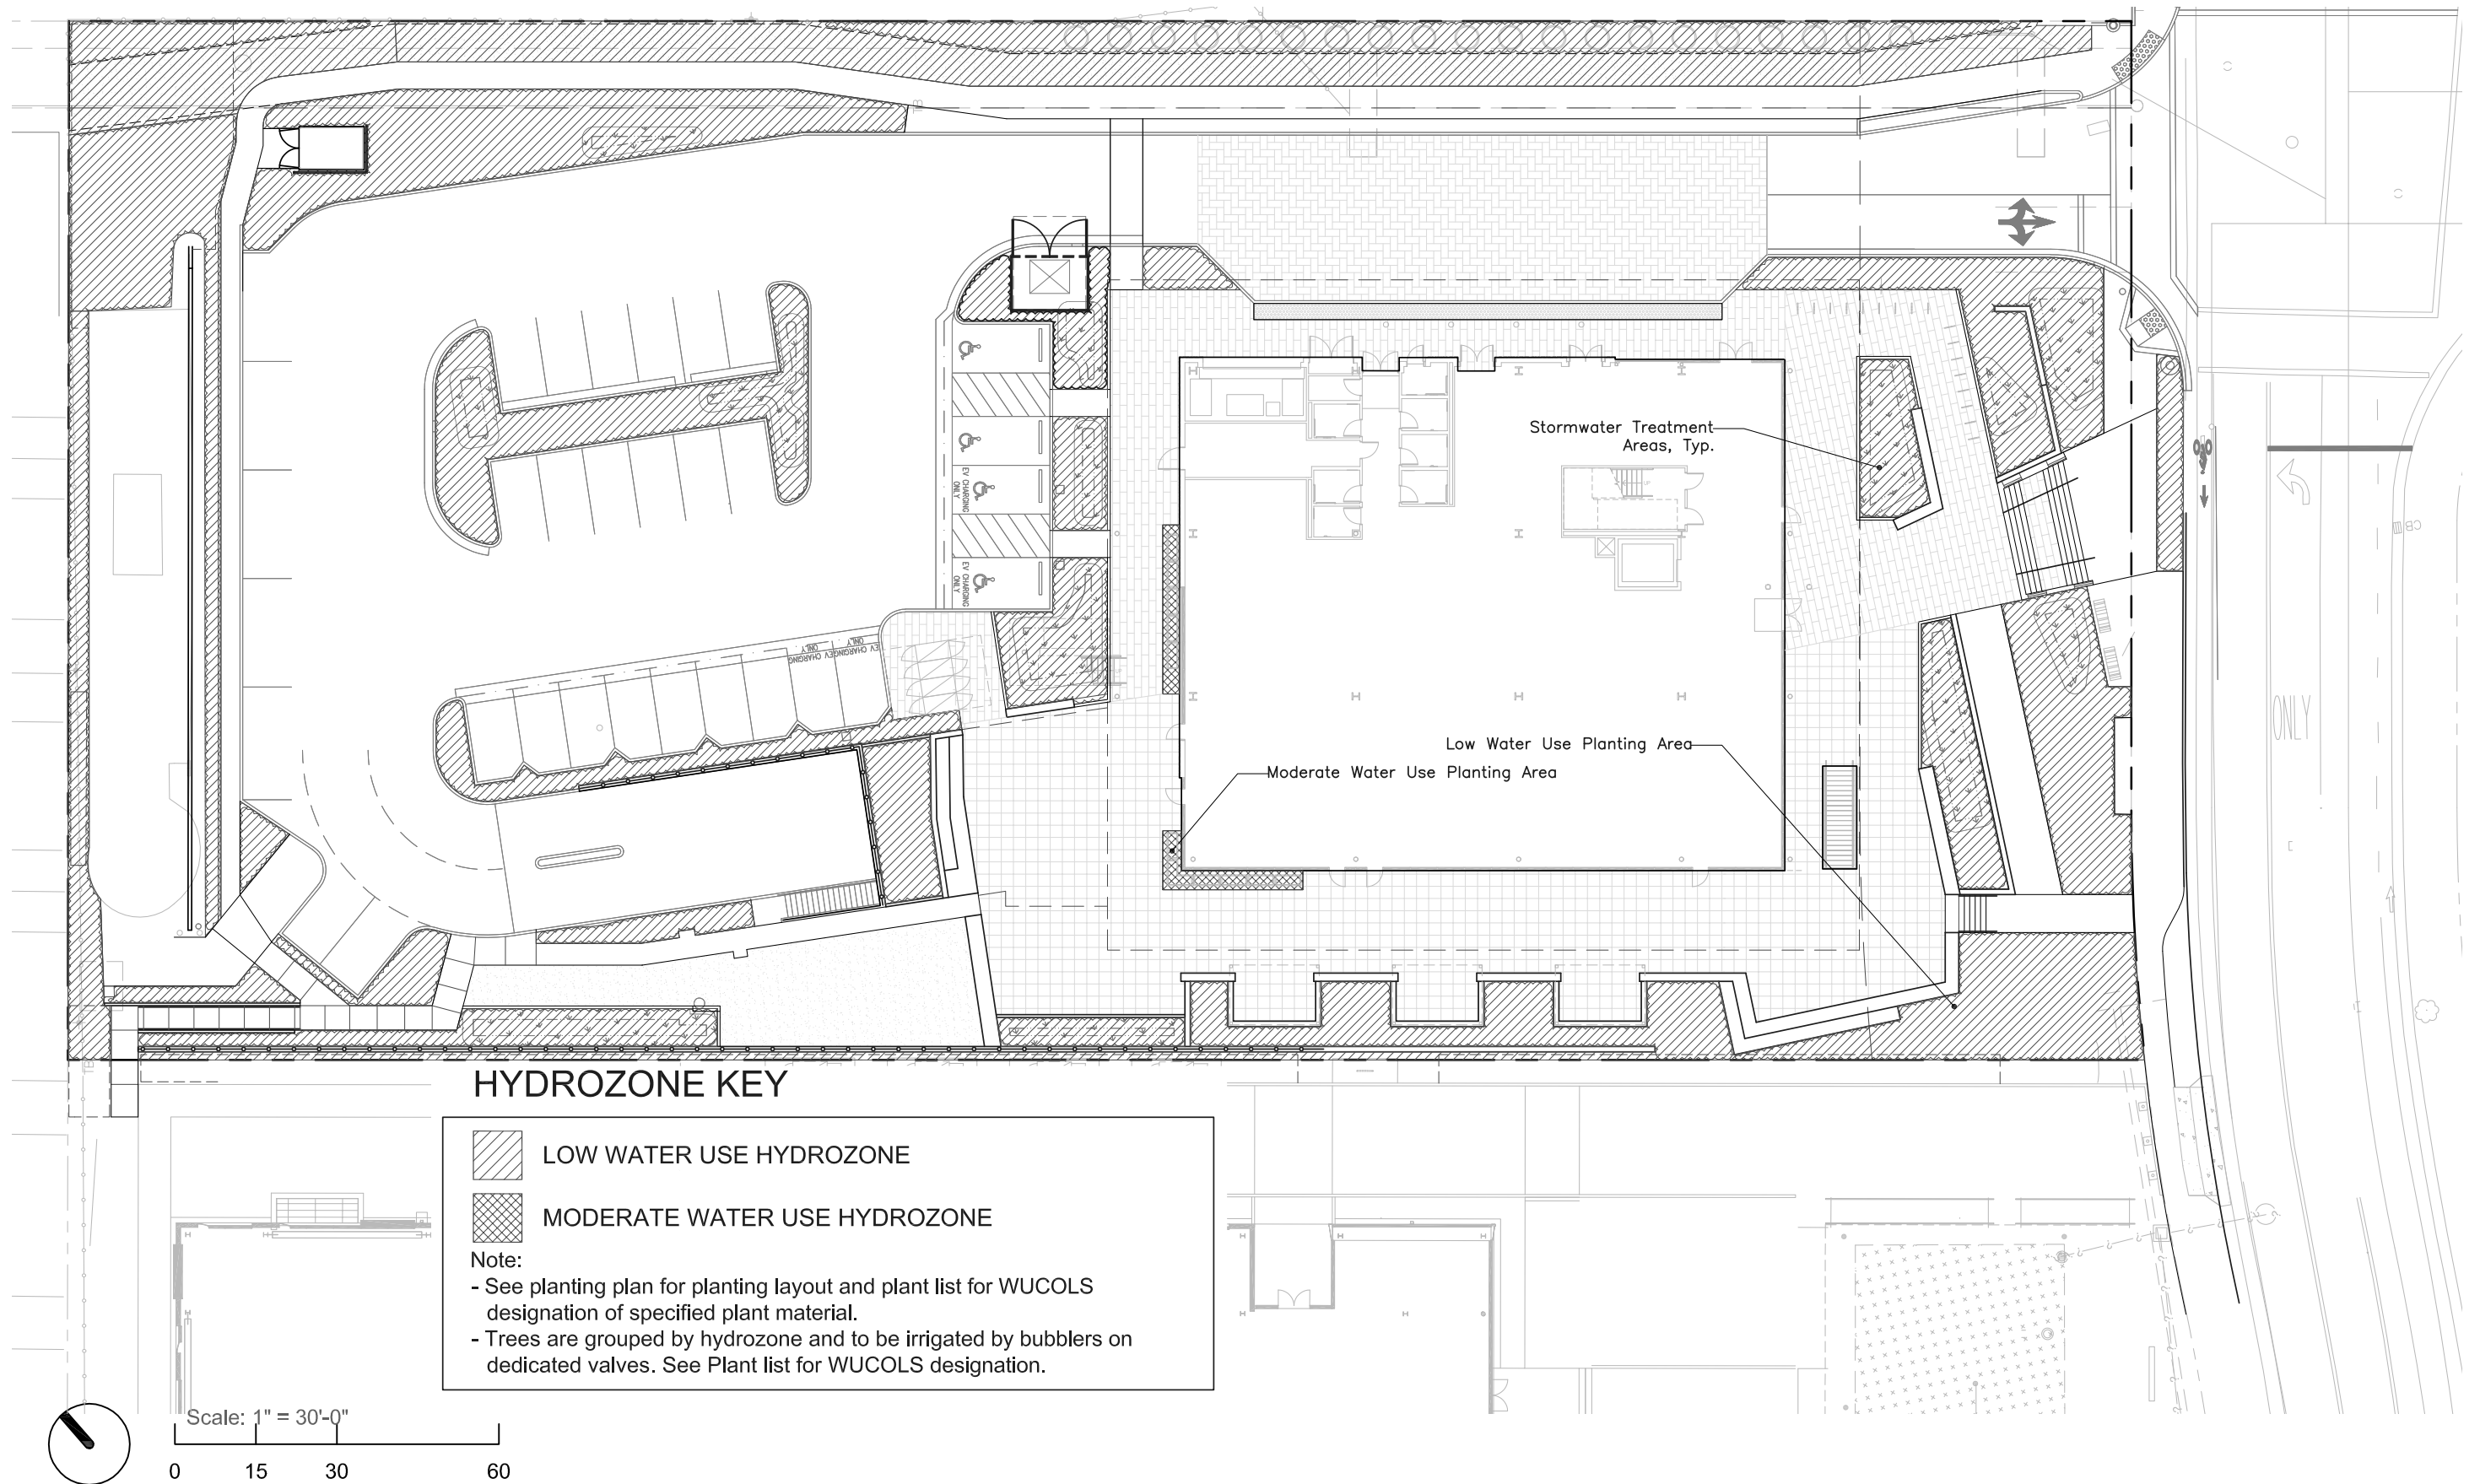 Stormwater Treatment
Areas, Typ.
EV CHARGING
ONLY
EV CHARGING
ONLY
EV CHARGING
ONLY
EV CHARGING
ONLY
CB
ONLY
Low Water Use Planting Area
Moderate Water Use Planting Area
HYDROZONE KEY
LOW WATER USE HYDROZONE
MODERATE WATER USE HYDROZONE
Note:
- See planting plan for planting layout and plant list for WUCOLS
designation of specified plant material.
- Trees are grouped by hydrozone and to be irrigated by bubblers on
dedicated valves. See Plant list for WUCOLS designation.
Scale: 1" = 30'-0"
0 15 30 60